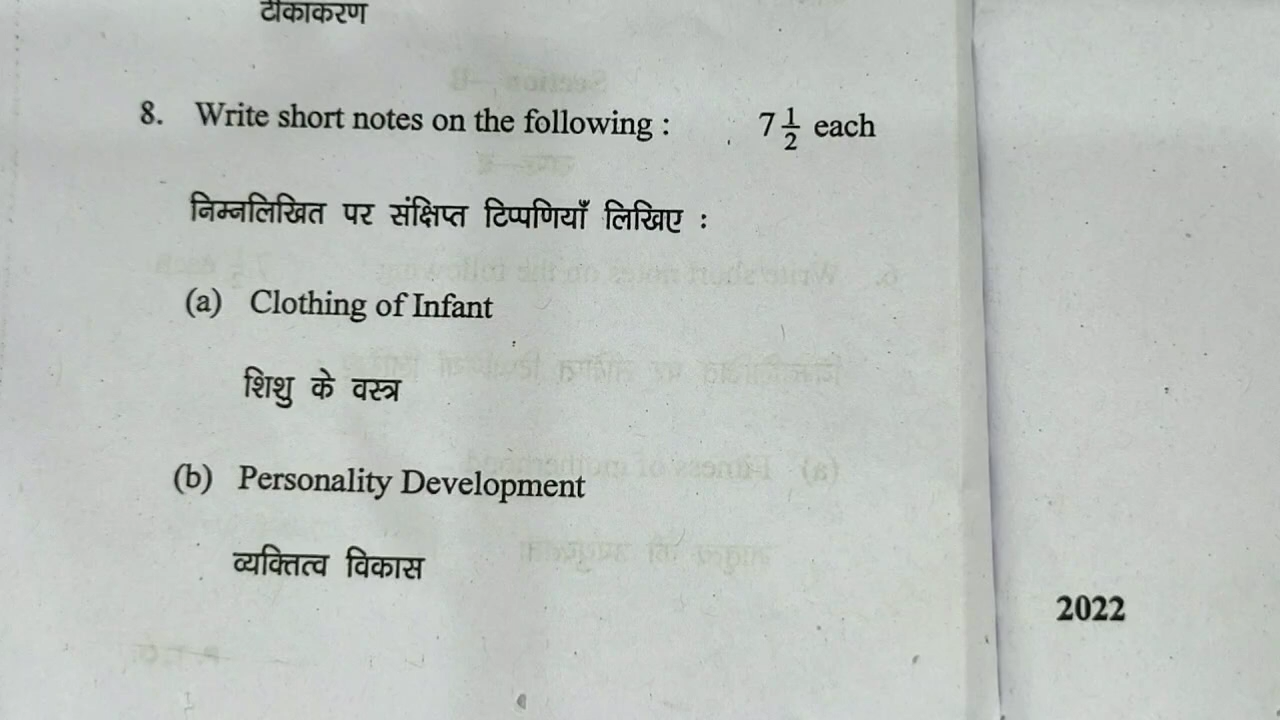 टीकाकरण
8. Write short notes on the following : 7 1/2 each
निम्नलिखित पर संक्षिप्त टिप्पणियाँ लिखिए :
(a) Clothing of Infant
शिशु के वस्त्र
(b) Personality Development
व्यक्तित्व विकास
2022